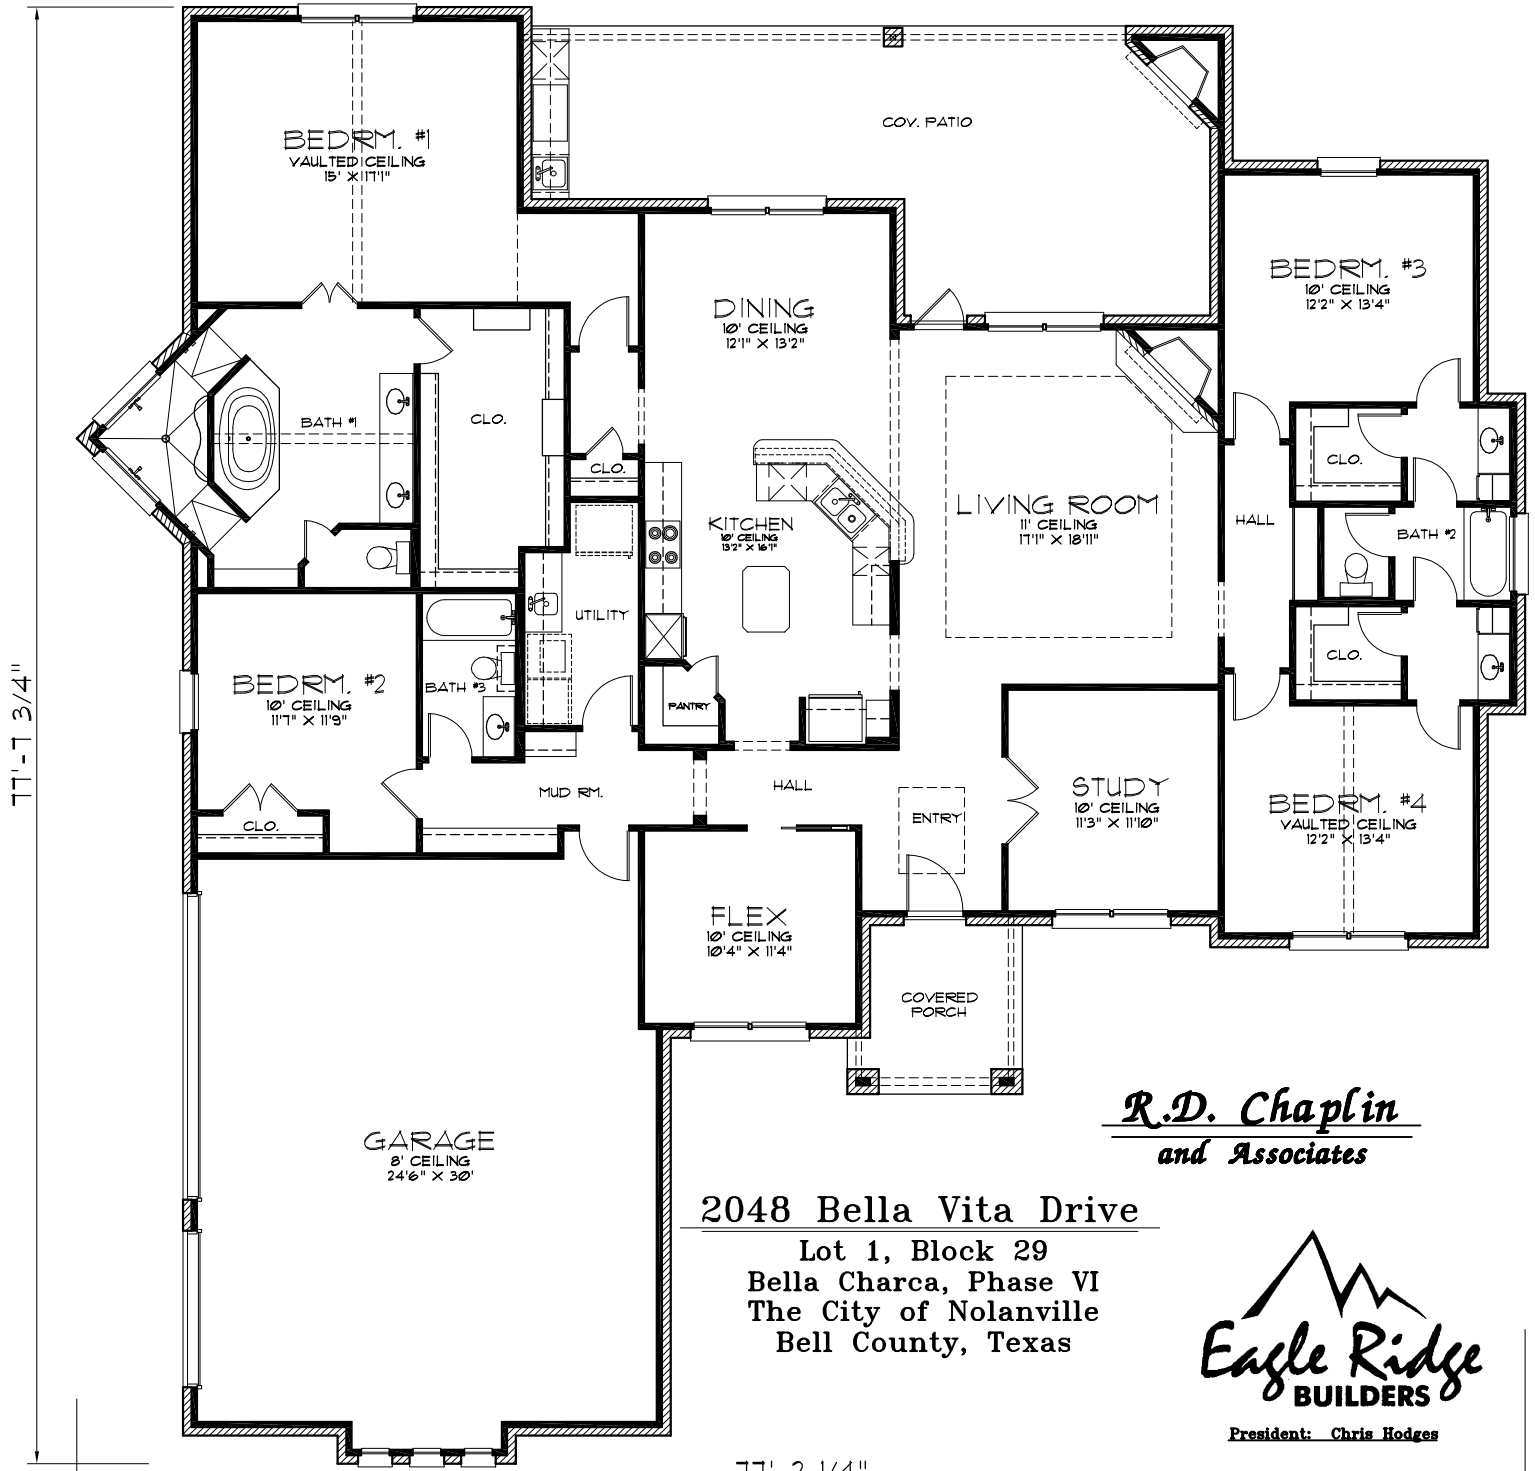 BEDRM. #1
VAULTED CEILING
15' X 17'1"
COV. PATIO
BEDRM. #3
10' CEILING
12'2" X 13'4"
DINING
10' CEILING
12'1" X 13'2"
BATH #1
CLO.
CLO.
CLO.
LIVING ROOM
11' CEILING
17'1" X 18'11"
KITCHEN
10' CEILING
13'2" X 16'1"
HALL
BATH #2
UTILITY
CLO.
BEDRM. #2
10' CEILING
11'7" X 11'9"
BATH #3
PANTRY
77'-7 3/4"
MUD RM.
HALL
ENTRY
STUDY
10' CEILING
11'3" X 11'10"
BEDRM. #4
VAULTED CEILING
12'2" X 13'4"
CLO.
FLEX
10' CEILING
10'4" X 11'4"
COVERED
PORCH
GARAGE
8' CEILING
24'6" X 30'
R.D. Chaplin
and Associates
2048 Bella Vita Drive
Lot 1, Block 29
Bella Charca, Phase VI
The City of Nolanville
Bell County, Texas
Eagle Ridge
BUILDERS
President: Chris Hodges
77'-2 1/4"